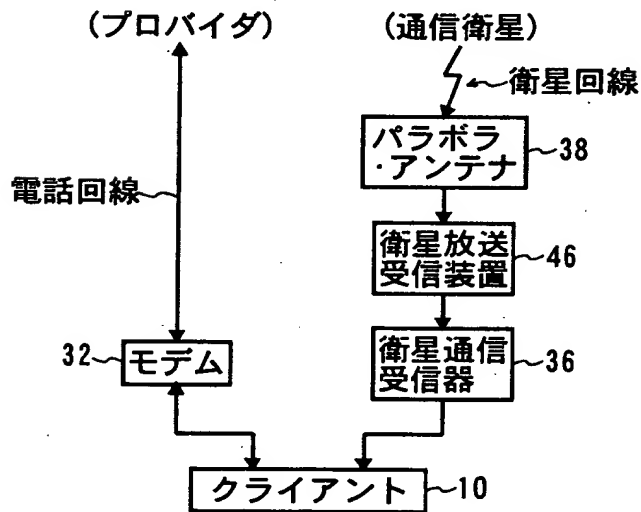 (プロバイダ)
(通信衛星)
衛星回線
パラボラ
・アンテナ
38
電話回線
衛星放送
受信装置
46
32
モデム
衛星通信
受信器
36
クライアント
10